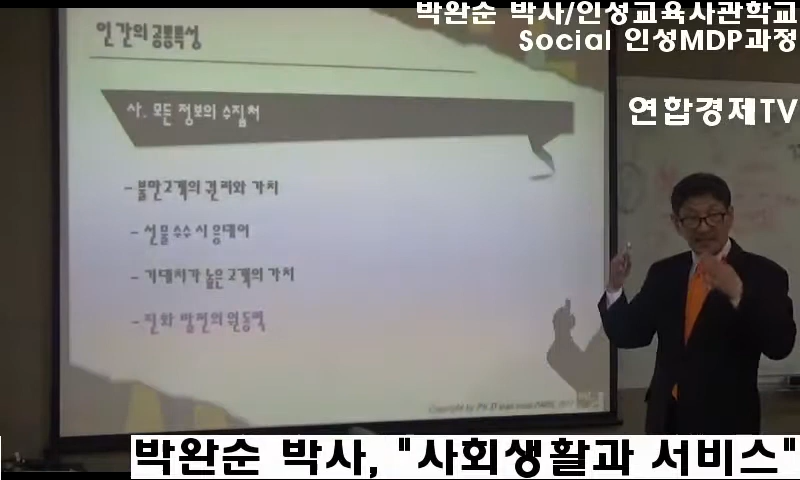 박완순 박사/인성교육사관학교
Social 인성MDP과정
연합경제TV
인간의 공통특성
사. 모든 정보의 수집처
- 불만고객의 권리와 가치
- 선물 수수 시 응대어
- 기대치가 높은 고객의 가치
- 진화 발전의 원동력
Copyright by Ph.D
박완순 박사, "사회생활과 서비스"